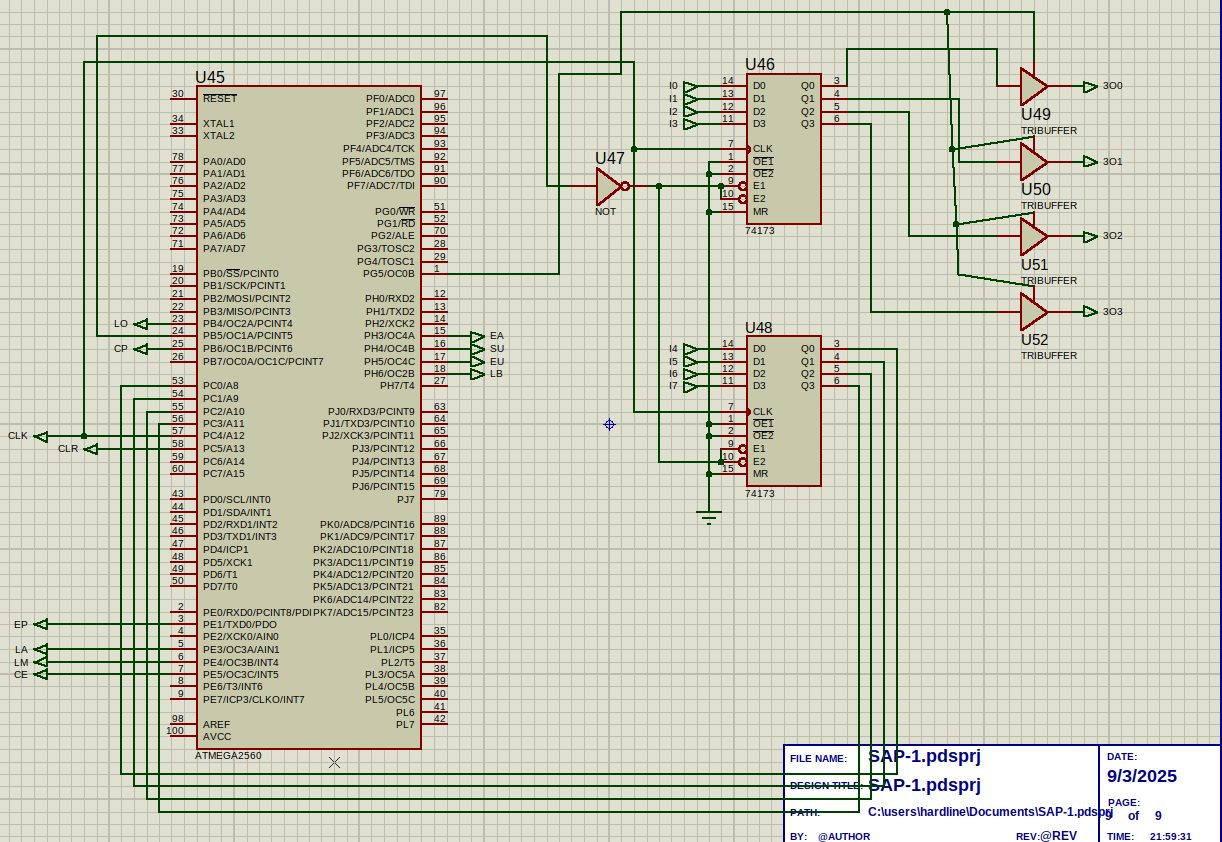 U45
30 RESET PF0/ADC0 97
PF1/ADC1 96
34 XTAL1 PF2/ADC2 95
33 XTAL2 PF3/ADC3 94
PF4/ADC4/TCK 93
78 PA0/AD0 PF5/ADC5/TMS 92
77 PA1/AD1 PF6/ADC6/TDO 91
76 PA2/AD2 PF7/ADC7/TDI 90
75 PA3/AD3
74 PA4/AD4 PG0/WR 51
73 PA5/AD5 PG1/RD 52
72 PA6/AD6 PG2/ALE 70
71 PA7/AD7 PG3/TOSC2 28
PG4/TOSC1 29
19 PB0/SS/PCINT0 PG5/OC0B 1
20 PB1/SCK/PCINT1
21 PB2/MOSI/PCINT2 PH0/RXD2 12
22 PB3/MISO/PCINT3 PH1/TXD2 13
LO 23 PB4/OC2A/PCINT4 PH2/XCK2 14
24 PB5/OC1A/PCINT5 PH3/OC4A 15 EA
CP 25 PB6/OC1B/PCINT6 PH4/OC4B 16 SU
26 PB7/OC0A/OC1C/PCINT7 PH5/OC4C 17 EU
PH6/OC2B 18 LB
53 PC0/A8 PH7/T4 27
54 PC1/A9
55 PC2/A10 PJ0/RXD3/PCINT9 63
56 PC3/A11 PJ1/TXD3/PCINT10 64
CLK 57 PC4/A12 PJ2/XCK3/PCINT11 65
CLR 58 PC5/A13 PJ3/PCINT12 66
59 PC6/A14 PJ4/PCINT13 67
60 PC7/A15 PJ5/PCINT14 68
PJ6/PCINT15 69
43 PD0/SCL/INT0 PJ7 79
44 PD1/SDA/INT1
45 PD2/RXD1/INT2 PK0/ADC8/PCINT16 89
46 PD3/TXD1/INT3 PK1/ADC9/PCINT17 88
47 PD4/ICP1 PK2/ADC10/PCINT18 87
48 PD5/XCK1 PK3/ADC11/PCINT19 86
49 PD6/T1 PK4/ADC12/PCINT20 85
50 PD7/T0 PK5/ADC13/PCINT21 84
PK6/ADC14/PCINT22 83
2 PE0/RXD0/PCINT8/PDI PK7/ADC15/PCINT23 82
EP 3 PE1/TXD0/PDO
4 PE2/XCK0/AIN0 PL0/ICP4 35
LA 5 PE3/OC3A/AIN1 PL1/ICP5 36
LM 6 PE4/OC3B/INT4 PL2/T5 37
CE 7 PE5/OC3C/INT5 PL3/OC5A 38
8 PE6/T3/INT6 PL4/OC5B 39
9 PE7/ICP3/CLKO/INT7 PL5/OC5C 40
PL6 41
98 AREF PL7 42
100 AVCC
ATMEGA2560
U47
NOT
U46
I0 14 D0 Q0 3
I1 13 D1 Q1 4
I2 12 D2 Q2 5
I3 11 D3 Q3 6
7 CLK
1 OE1
2 OE2
9 E1
10 E2
15 MR
74173
U48
I4 14 D0 Q0 3
I5 13 D1 Q1 4
I6 12 D2 Q2 5
I7 11 D3 Q3 6
7 CLK
1 OE1
2 OE2
9 E1
10 E2
15 MR
74173
3O0
U49
TRIBUFFER
3O1
U50
TRIBUFFER
3O2
U51
TRIBUFFER
3O3
U52
TRIBUFFER
FILE NAME: SAP-1.pdsprj
DESIGN TITLE: SAP-1.pdsprj
PATH: C:\users\hardline\Documents\SAP-1.pdsprj
BY: @AUTHOR REV:@REV
DATE:
9/3/2025
PAGE:
9 of 9
TIME: 21:59:31